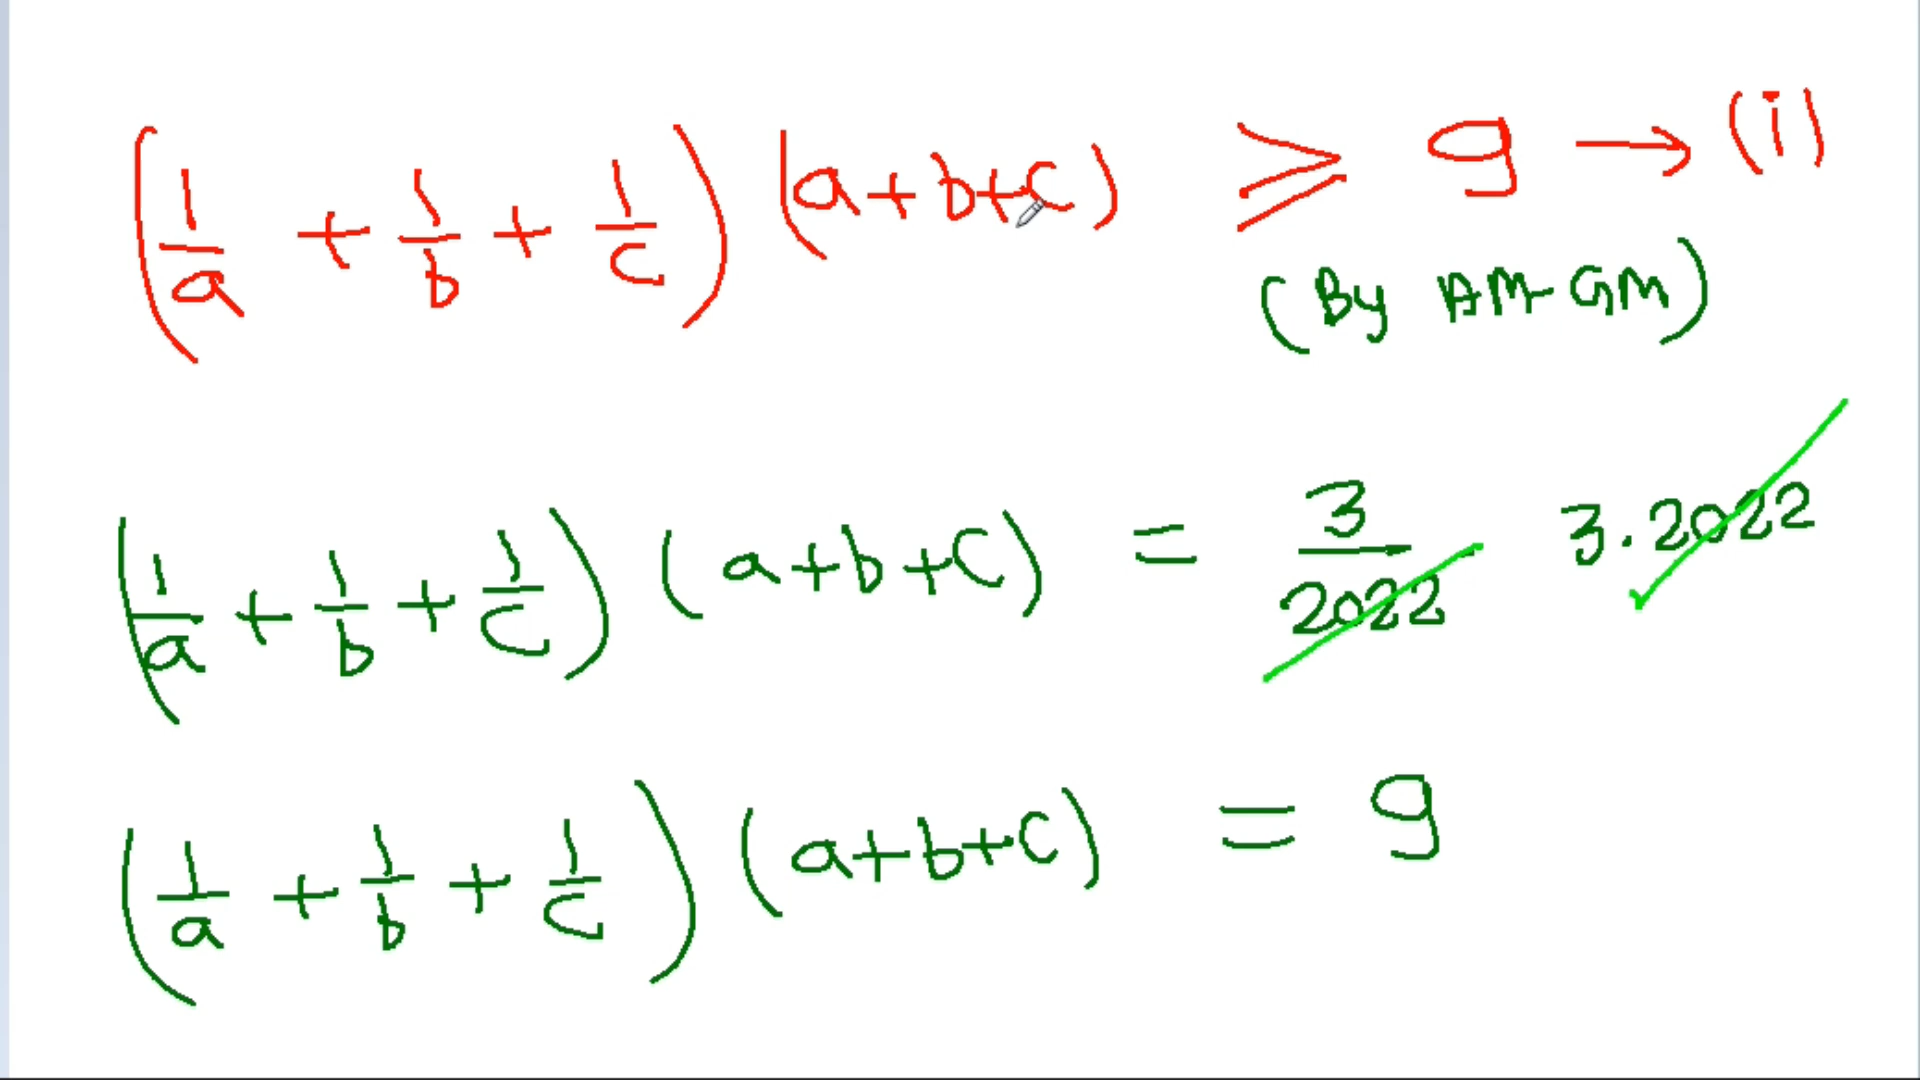 (1/a + 1/b + 1/c) (a+b+c) ≥ 9 → (i)
(By AM-GM)
(1/a + 1/b + 1/c) (a+b+c) = 3/2022 3.2022
(1/a + 1/b + 1/c) (a+b+c) = 9